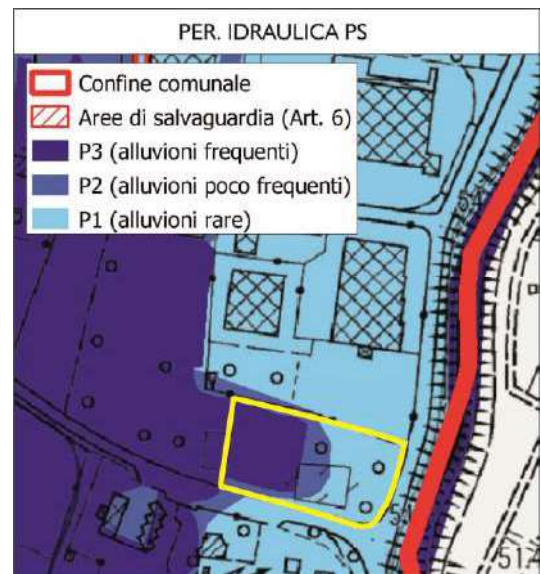 PER. IDRAULICA PS
Confine comunale
Aree di salvaguardia (Art. 6)
P3 (alluvioni frequenti)
P2 (alluvioni poco frequenti)
P1 (alluvioni rare)